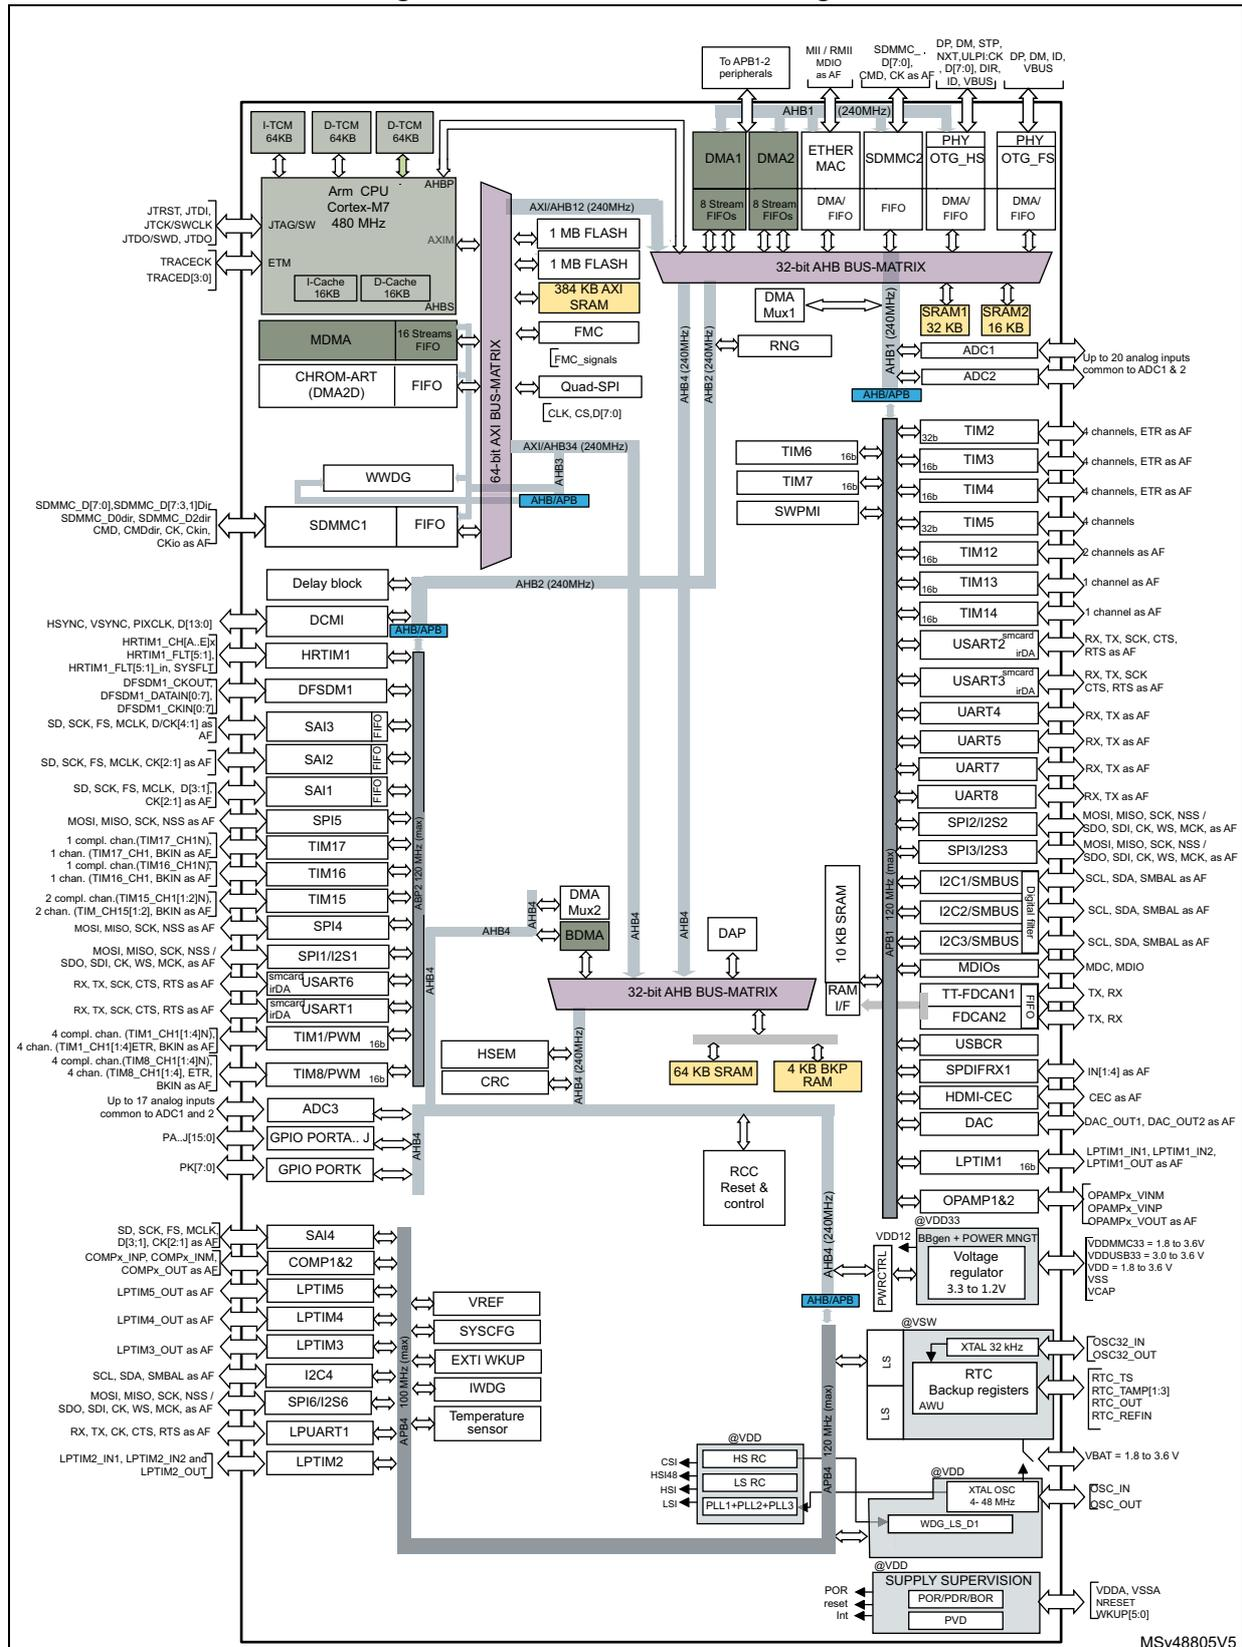 To APB1-2
peripherals
MII / RMII
MDIO
as AF
SDMMC_
D[7:0],
CMD, CK as AF
DP, DM, STP,
NXT,ULPI:CK
, D[7:0], DIR,
ID, VBUS
DP, DM, ID,
VBUS
AHB1 (240MHz)
I-TCM
64KB
D-TCM
64KB
D-TCM
64KB
DMA1
8 Stream
FIFOs
DMA2
8 Stream
FIFOs
ETHER
MAC
DMA/
FIFO
SDMMC2
FIFO
PHY
OTG_HS
DMA/
FIFO
PHY
OTG_FS
DMA/
FIFO
AHBP
Arm CPU
Cortex-M7
480 MHz
JTRST, JTDI,
JTCK/SWCLK
JTDO/SWD, JTDO
JTAG/SW
AXIM
TRACECK
TRACED[3:0]
ETM
I-Cache
16KB
D-Cache
16KB
AHBS
AXI/AHB12 (240MHz)
64-bit AXI BUS-MATRIX
1 MB FLASH
1 MB FLASH
384 KB AXI
SRAM
FMC
FMC_signals
Quad-SPI
CLK, CS,D[7:0]
MDMA
16 Streams
FIFO
CHROM-ART
(DMA2D)
FIFO
WWDG
SDMMC_D[7:0],SDMMC_D[7:3,1]Dir
SDMMC_D0dir, SDMMC_D2dir
CMD, CMDdir, CK, Ckin,
CKio as AF
SDMMC1
FIFO
AXI/AHB34 (240MHz)
AHB3
AHB/APB
32-bit AHB BUS-MATRIX
DMA
Mux1
RNG
AHB4 (240MHz)
AHB2 (240MHz)
AHB1 (240MHz)
SRAM1
32 KB
SRAM2
16 KB
ADC1
ADC2
Up to 20 analog inputs
common to ADC1 & 2
AHB/APB
TIM6
16b
TIM7
16b
SWPMI
TIM2
32b
4 channels, ETR as AF
TIM3
16b
4 channels, ETR as AF
TIM4
16b
4 channels, ETR as AF
TIM5
32b
4 channels
TIM12
16b
2 channels as AF
TIM13
16b
1 channel as AF
TIM14
16b
1 channel as AF
USART2
smcard
irDA
RX, TX, SCK, CTS,
RTS as AF
USART3
smcard
irDA
RX, TX, SCK
CTS, RTS as AF
UART4
RX, TX as AF
UART5
RX, TX as AF
UART7
RX, TX as AF
UART8
RX, TX as AF
SPI2/I2S2
MOSI, MISO, SCK, NSS /
SDO, SDI, CK, WS, MCK, as AF
SPI3/I2S3
MOSI, MISO, SCK, NSS /
SDO, SDI, CK, WS, MCK, as AF
I2C1/SMBUS
SCL, SDA, SMBAL as AF
I2C2/SMBUS
SCL, SDA, SMBAL as AF
I2C3/SMBUS
SCL, SDA, SMBAL as AF
Digital filter
MDIOs
MDC, MDIO
TT-FDCAN1
TX, RX
FDCAN2
TX, RX
FIFO
USBCR
SPDIFRX1
IN[1:4] as AF
HDMI-CEC
CEC as AF
DAC
DAC_OUT1, DAC_OUT2 as AF
LPTIM1
16b
LPTIM1_IN1, LPTIM1_IN2,
LPTIM1_OUT as AF
OPAMP1&2
OPAMPx_VINM
OPAMPx_VINP
OPAMPx_VOUT as AF
APB1 120 MHz (max)
10 KB SRAM
RAM
I/F
AHB2 (240MHz)
Delay block
HSYNC, VSYNC, PIXCLK, D[13:0]
DCMI
AHB/APB
HRTIM1_CH[A..E]x
HRTIM1_FLT[5:1],
HRTIM1_FLT[5:1]_in, SYSFLT
HRTIM1
DFSDM1_CKOUT,
DFSDM1_DATAIN[0:7],
DFSDM1_CKIN[0:7]
DFSDM1
SD, SCK, FS, MCLK, D/CK[4:1] as
AF
SAI3
FIFO
SD, SCK, FS, MCLK, CK[2:1] as AF
SAI2
FIFO
SD, SCK, FS, MCLK, D[3:1],
CK[2:1] as AF
SAI1
FIFO
MOSI, MISO, SCK, NSS as AF
SPI5
1 compl. chan.(TIM17_CH1N),
1 chan. (TIM17_CH1, BKIN as AF
TIM17
1 compl. chan.(TIM16_CH1N),
1 chan. (TIM16_CH1, BKIN as AF
TIM16
2 compl. chan.(TIM15_CH1[1:2]N),
2 chan. (TIM_CH15[1:2], BKIN as AF
TIM15
MOSI, MISO, SCK, NSS as AF
SPI4
MOSI, MISO, SCK, NSS /
SDO, SDI, CK, WS, MCK, as AF
SPI1/I2S1
RX, TX, SCK, CTS, RTS as AF
smcard
irDA
USART6
RX, TX, SCK, CTS, RTS as AF
smcard
irDA
USART1
4 compl. chan. (TIM1_CH1[1:4]N),
4 chan. (TIM1_CH1[1:4]ETR, BKIN as AF
TIM1/PWM
16b
4 compl. chan.(TIM8_CH1[1:4]N),
4 chan. (TIM8_CH1[1:4], ETR,
BKIN as AF
TIM8/PWM
16b
ABP2 120 MHz (max)
AHB4
AHB4
AHB4
DMA
Mux2
BDMA
AHB4
AHB4
DAP
32-bit AHB BUS-MATRIX
HSEM
CRC
AHB4 (240MHz)
64 KB SRAM
4 KB BKP
RAM
Up to 17 analog inputs
common to ADC1 and 2
ADC3
PA..J[15:0]
GPIO PORTA.. J
PK[7:0]
GPIO PORTK
AHB4
RCC
Reset &
control
AHB4 (240MHz)
AHB/APB
@VDD33
BBgen + POWER MNGT
VDD12
PWRCTRL
Voltage
regulator
3.3 to 1.2V
VDDMMC33 = 1.8 to 3.6V
VDDUSB33 = 3.0 to 3.6 V
VDD = 1.8 to 3.6 V
VSS
VCAP
SD, SCK, FS, MCLK,
D[3;1], CK[2:1] as AF
SAI4
COMPx_INP, COMPx_INM,
COMPx_OUT as AF
COMP1&2
LPTIM5_OUT as AF
LPTIM5
LPTIM4_OUT as AF
LPTIM4
LPTIM3_OUT as AF
LPTIM3
SCL, SDA, SMBAL as AF
I2C4
MOSI, MISO, SCK, NSS /
SDO, SDI, CK, WS, MCK, as AF
SPI6/I2S6
RX, TX, CK, CTS, RTS as AF
LPUART1
LPTIM2_IN1, LPTIM2_IN2 and
LPTIM2_OUT
LPTIM2
APB4 100 MHz (max)
VREF
SYSCFG
EXTI WKUP
IWDG
Temperature
sensor
APB4 120 MHz (max)
@VSW
LS
LS
XTAL 32 kHz
RTC
Backup registers
AWU
OSC32_IN
OSC32_OUT
RTC_TS
RTC_TAMP[1:3]
RTC_OUT
RTC_REFIN
VBAT = 1.8 to 3.6 V
@VDD
CSI
HSI48
HSI
LSI
HS RC
LS RC
PLL1+PLL2+PLL3
@VDD
XTAL OSC
4- 48 MHz
WDG_LS_D1
OSC_IN
OSC_OUT
@VDD
SUPPLY SUPERVISION
POR
reset
Int
POR/PDR/BOR
PVD
VDDA, VSSA
NRESET
WKUP[5:0]
MSv48805V5